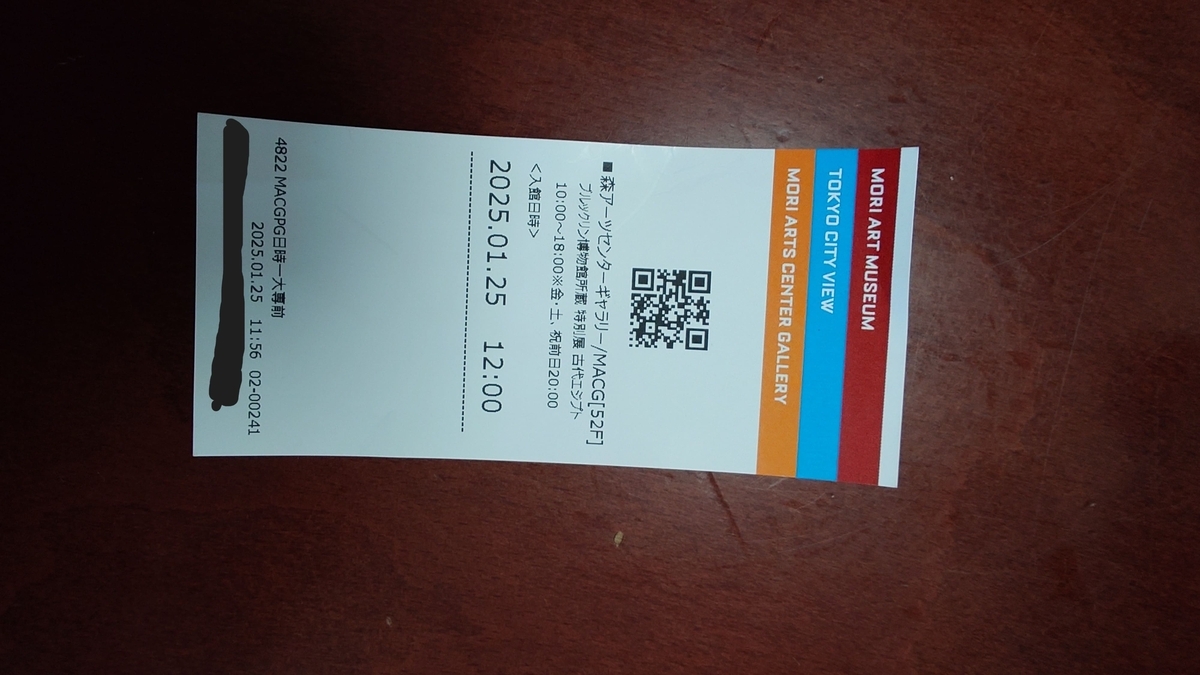 MORI ART MUSEUM
TOKYO CITY VIEW
MORI ARTS CENTER GALLERY
■森アーツセンターギャラリー/MACG[52F]
ブルックリン博物館所蔵 特別展 古代エジプト
10:00~18:00※金・土、祝前日20:00
<入館日時>
2025.01.25 12:00
4822 MACGPG日時一大専前
2025.01.25 11:56 02-00241